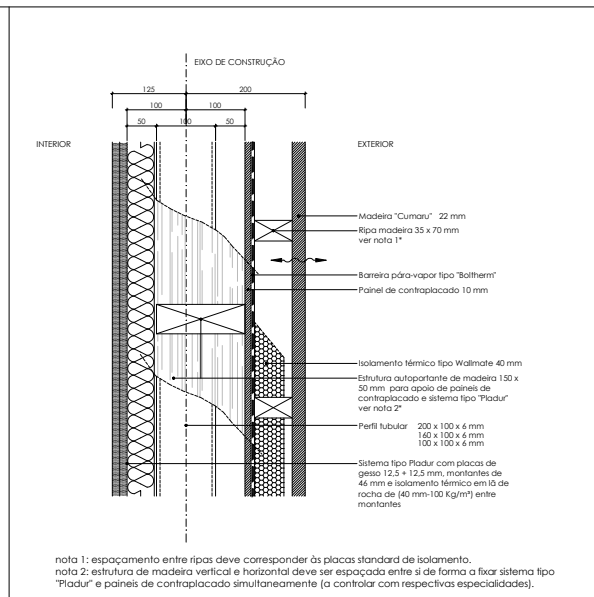 EIXO DE CONSTRUÇÃO
125
200
100
100
50
100
50
INTERIOR
EXTERIOR
Madeira "Cumaru" 22 mm
Ripa madeira 35 x 70 mm
ver nota 1*
Barreira pára-vapor tipo "Boltherm"
Painel de contraplacado 10 mm
Isolamento térmico tipo Wallmate 40 mm
Estrutura autoportante de madeira 150 x
50 mm para apoio de paineis de
contraplacado e sistema tipo "Pladur"
ver nota 2*
Perfil tubular 200 x 100 x 6 mm
160 x 100 x 6 mm
100 x 100 x 6 mm
Sistema tipo Pladur com placas de
gesso 12,5 + 12,5 mm, montantes de
46 mm e isolamento térmico em lã de
rocha de (40 mm-100 Kg/m³) entre
montantes
nota 1: espaçamento entre ripas deve corresponder às placas standard de isolamento.
nota 2: estrutura de madeira vertical e horizontal deve ser espaçada entre si de forma a fixar sistema tipo
"Pladur" e paineis de contraplacado simultaneamente (a controlar com respectivas especialidades).